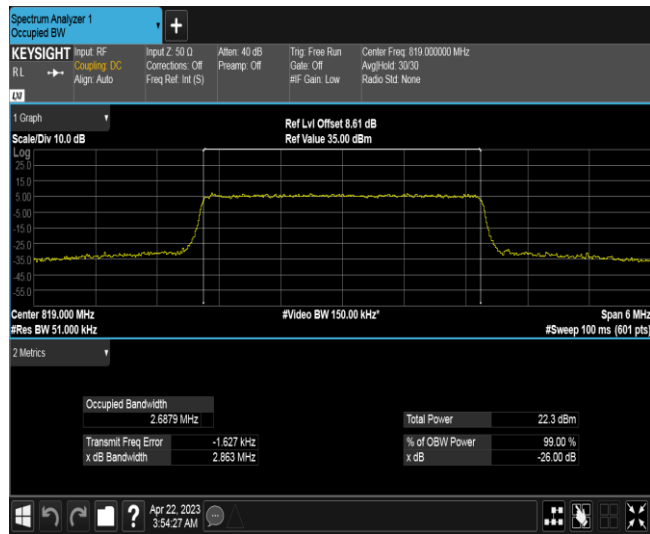 Spectrum Analyzer 1
Occupied BW
+
KEYSIGHT
RL
LXI
Input: RF
Coupling: DC
Align: Auto
Input Z: 50 Ω
Corrections: Off
Freq Ref: Int (S)
Atten: 40 dB
Preamp: Off
Trig: Free Run
Gate: Off
#IF Gain: Low
Center Freq: 819.000000 MHz
Avg|Hold: 30/30
Radio Std: None
1 Graph
Scale/Div 10.0 dB
Ref Lvl Offset 8.61 dB
Ref Value 35.00 dBm
Log
25.0
15.0
5.00
-5.00
-15.0
-25.0
-35.0
-45.0
-55.0
Center 819.000 MHz
#Res BW 51.000 kHz
#Video BW 150.00 kHz*
Span 6 MHz
#Sweep 100 ms (601 pts)
2 Metrics
Occupied Bandwidth
2.6879 MHz
Transmit Freq Error -1.627 kHz
x dB Bandwidth 2.863 MHz
Total Power 22.3 dBm
% of OBW Power 99.00 %
x dB -26.00 dB
?
Apr 22, 2023
3:54:27 AM